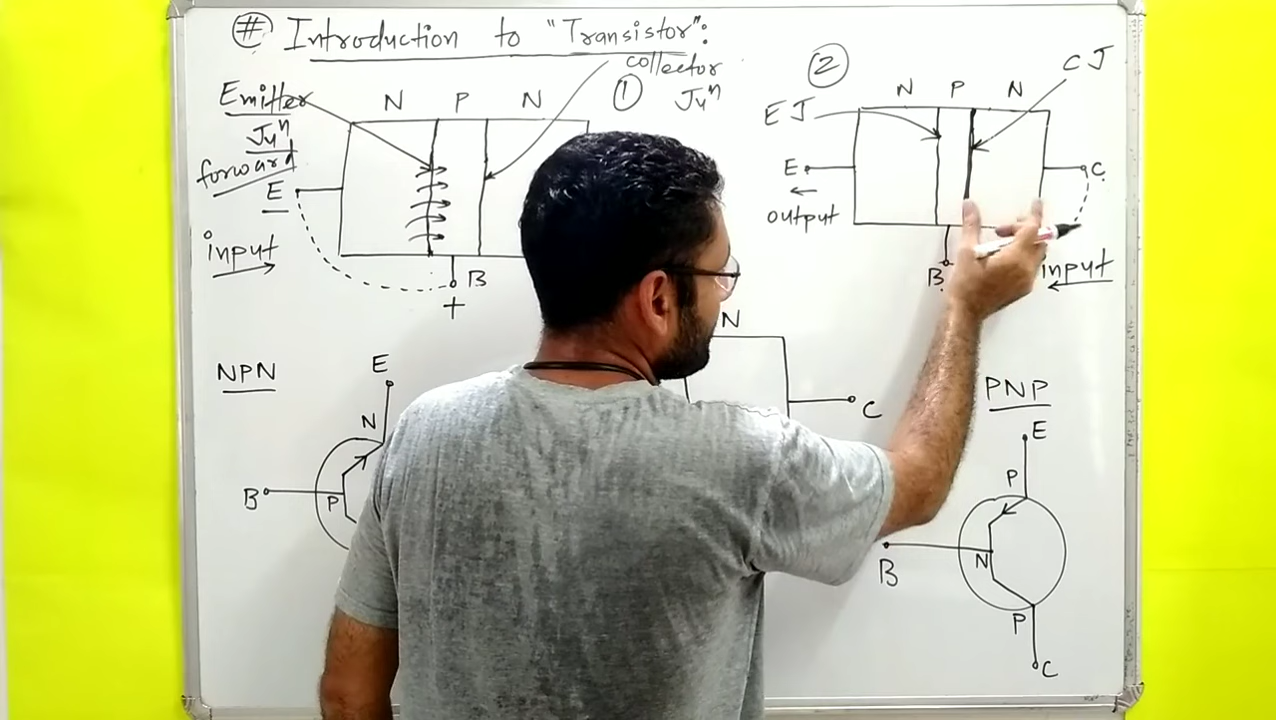 # Introduction to "Transistor":
collector
Juⁿ
1
Emitter
Juⁿ
forward
E
input
N P N
B
+
2
N P N
E J
C J
E
output
C
B
input
NPN
E
N
B
P
N
C
PNP
E
P
B
N
P
C